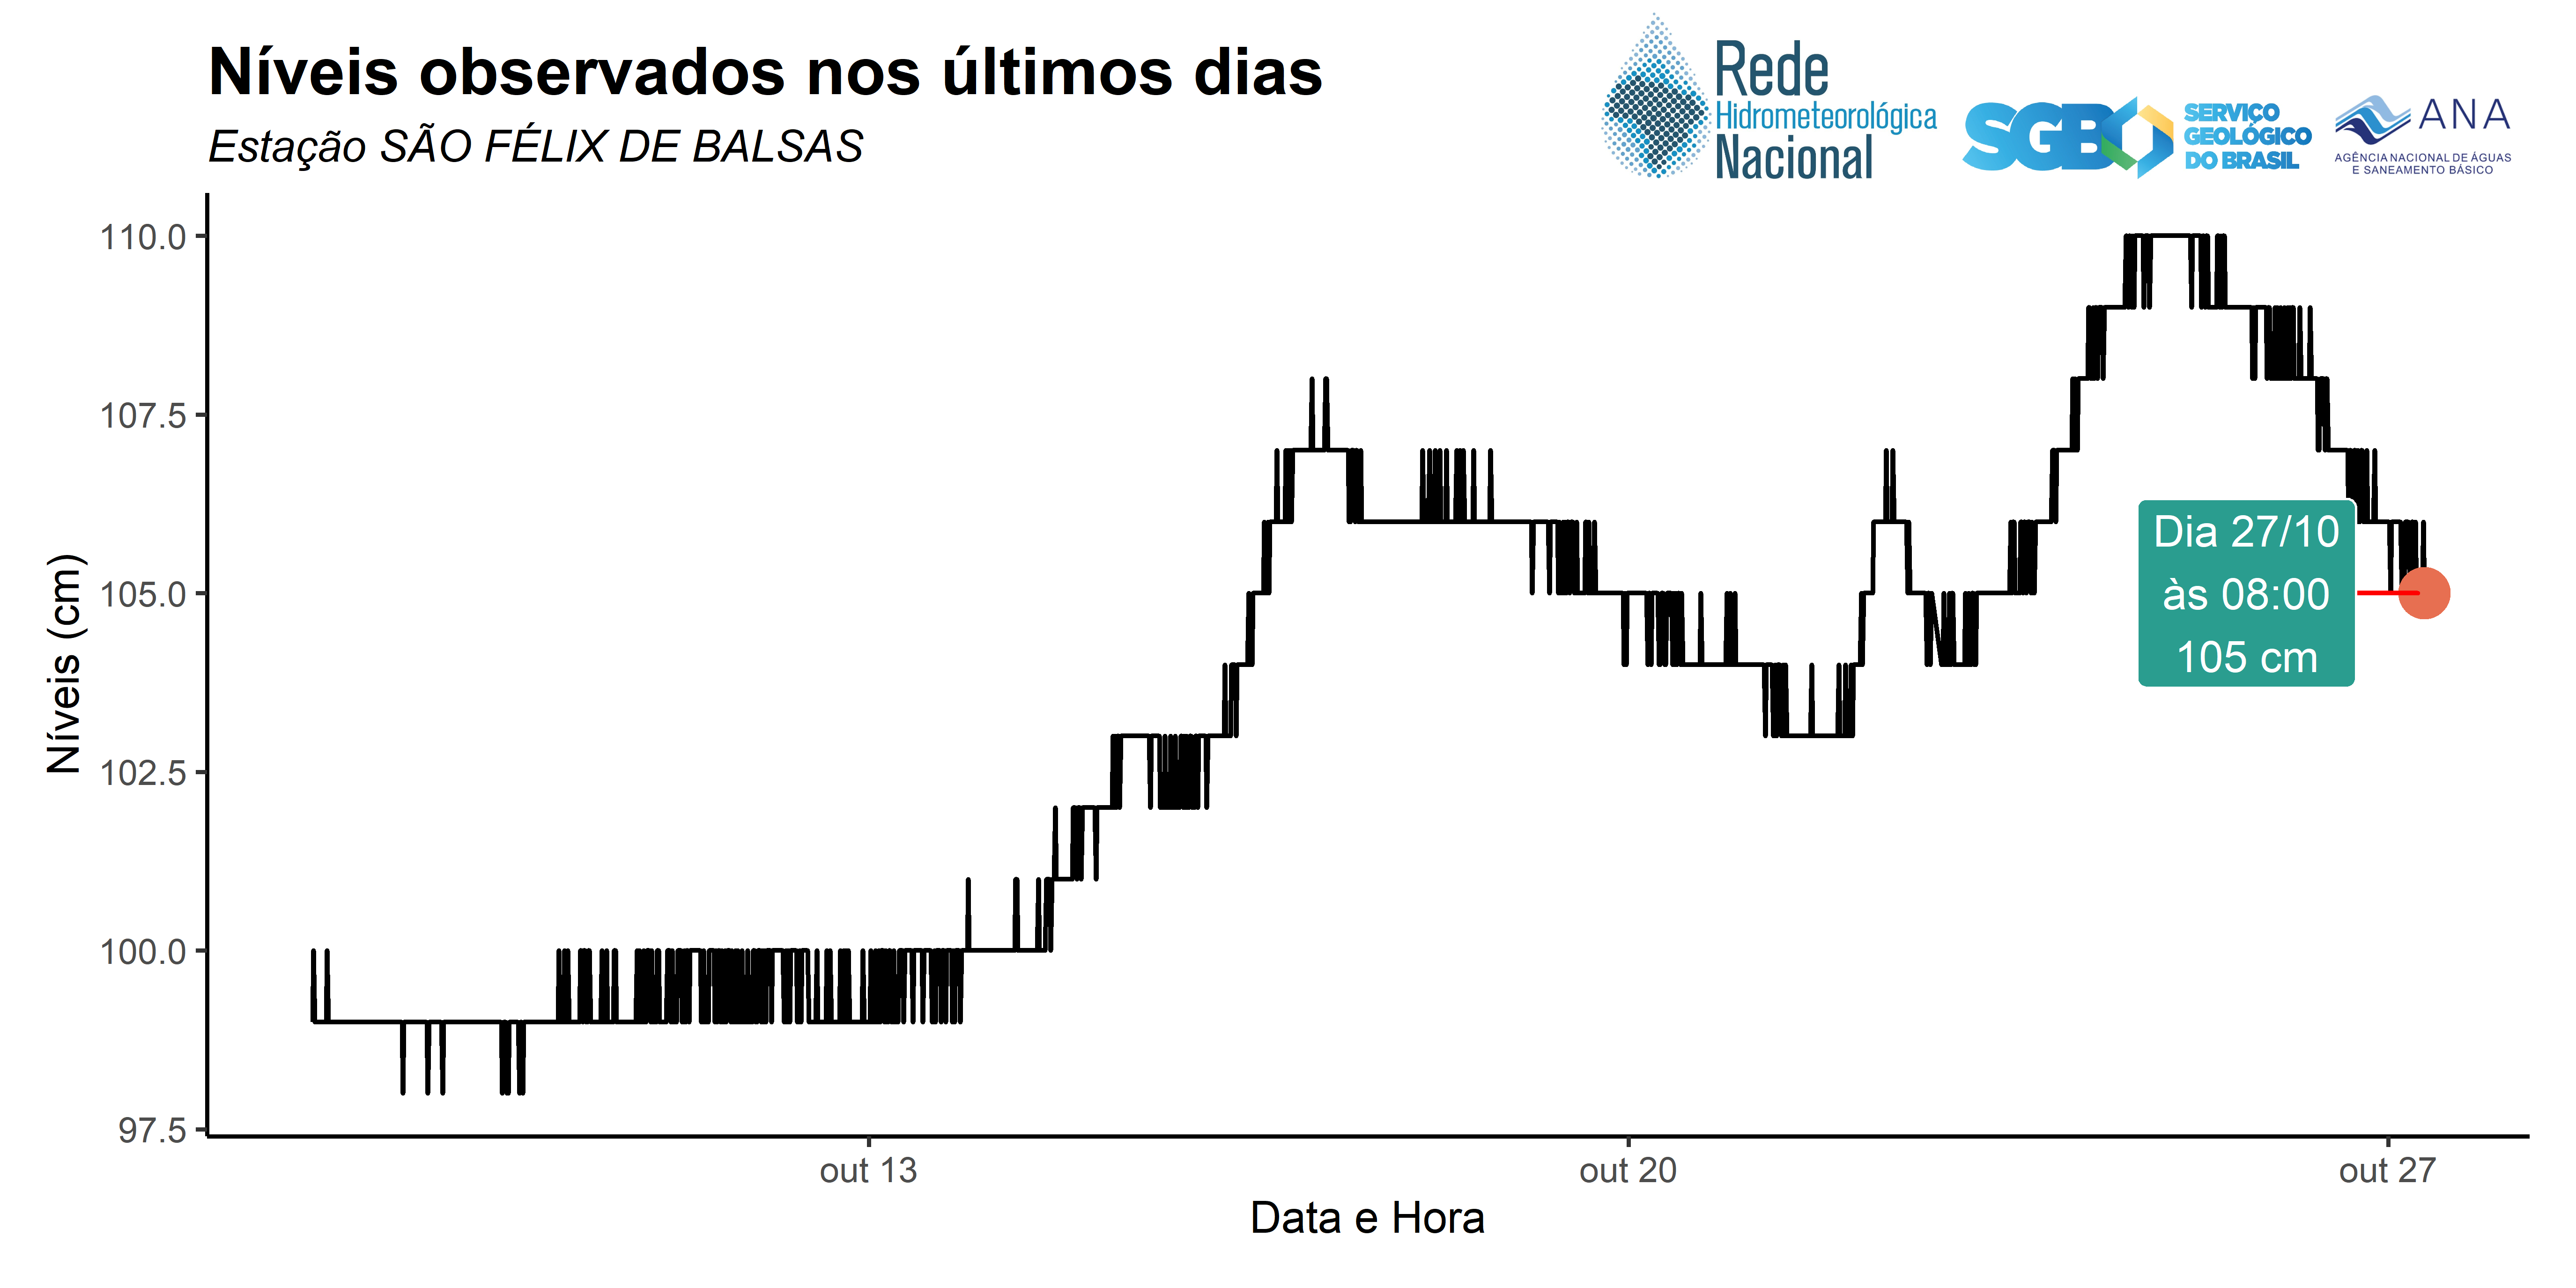 Níveis observados nos últimos dias
Estação SÃO FÉLIX DE BALSAS
Rede
Hidrometeorológica
Nacional
SGB
SERVIÇO
GEOLÓGICO
DO BRASIL
ANA
AGÊNCIA NACIONAL DE ÁGUAS
E SANEAMENTO BÁSICO
Níveis (cm)
110.0
107.5
105.0
102.5
100.0
97.5
Dia 27/10
às 08:00
105 cm
out 13
out 20
out 27
Data e Hora